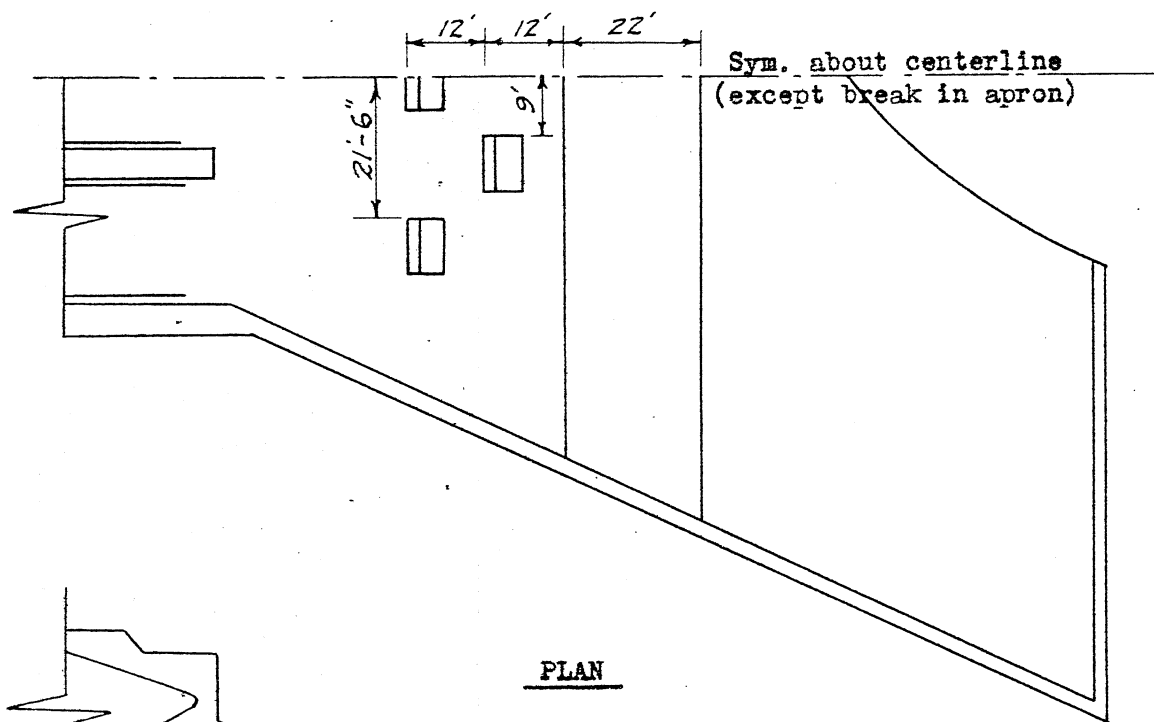 12' 12' 22'
Sym. about centerline
(except break in apron)
9'
21'-6"
PLAN